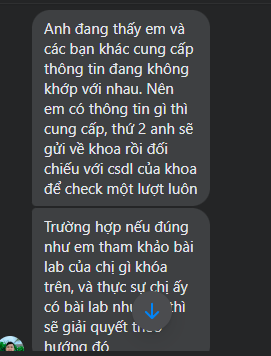 Anh đang thấy em và
các bạn khác cung cấp
thông tin đang không
khớp với nhau. Nên
em có thông tin gì thì
cung cấp, thứ 2 anh sẽ
gửi về khoa rồi đối
chiếu với csdl của khoa
để check một lượt luôn
Trường hợp nếu đúng
như em tham khảo bài
lab của chị gì khóa
trên, và thực sự chị ấy
có bài lab thì
sẽ giải quyết
hướng đó